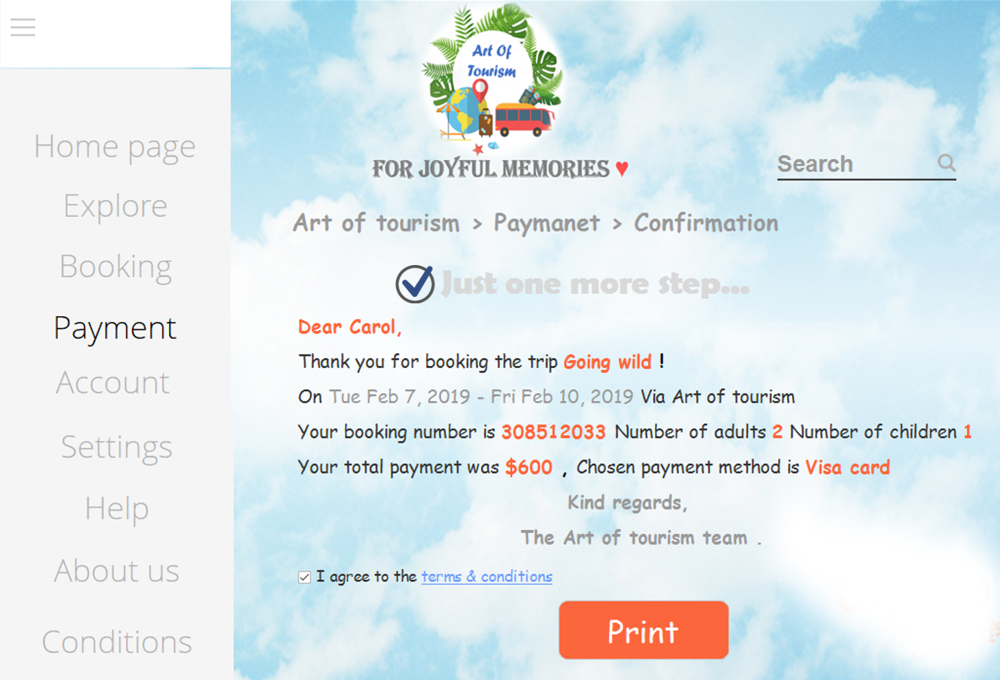 Art Of
Tourism
FOR JOYFUL MEMORIES ♥
Search
Home page
Explore
Booking
Payment
Account
Settings
Help
About us
Conditions
Art of tourism > Paymanet > Confirmation
Just one more step...
Dear Carol,
Thank you for booking the trip Going wild !
On Tue Feb 7, 2019 - Fri Feb 10, 2019 Via Art of tourism
Your booking number is 308512033 Number of adults 2 Number of children 1
Your total payment was $600 , Chosen payment method is Visa card
Kind regards,
The Art of tourism team .
I agree to the terms & conditions
Print